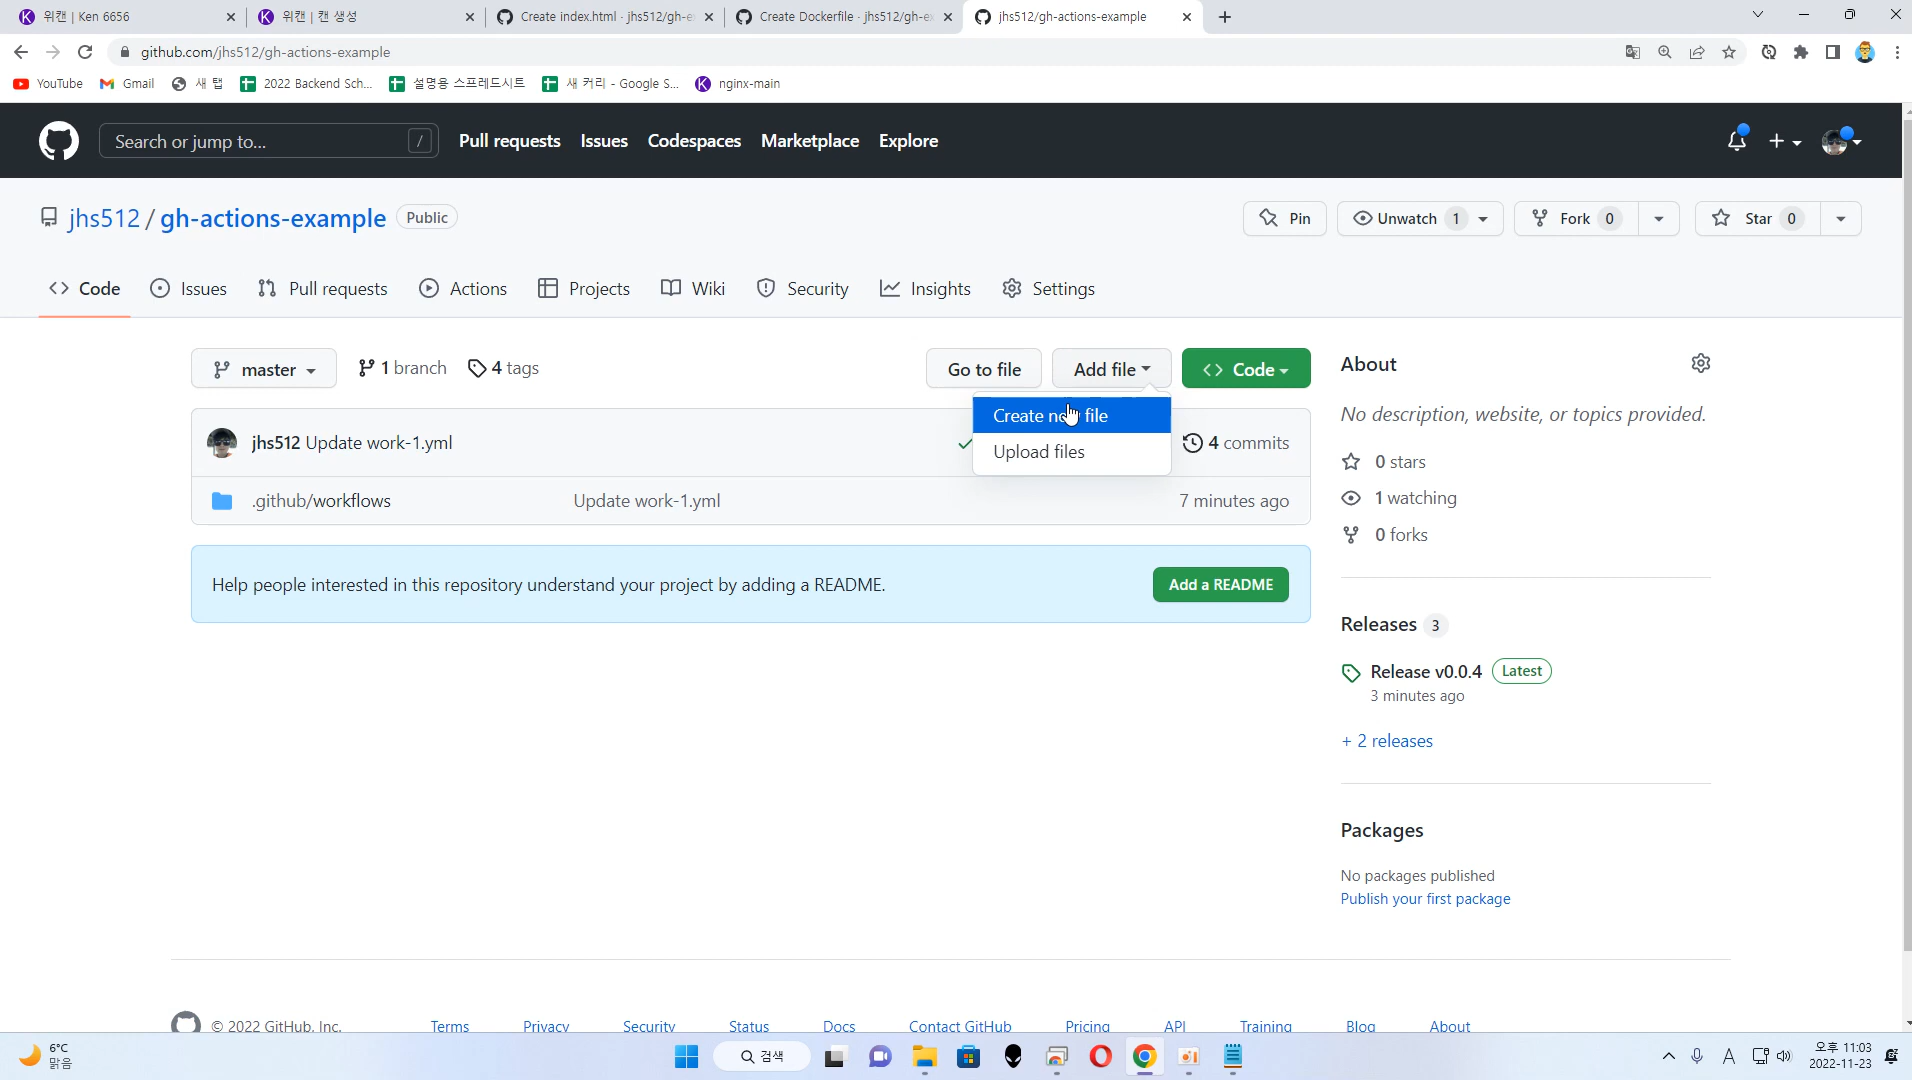 위캔 | Ken 6656
위캔 | 캔 생성
Create index.html · jhs512/gh-e
Create Dockerfile · jhs512/gh-ex
jhs512/gh-actions-example
github.com/jhs512/gh-actions-example
YouTube
Gmail
새 탭
2022 Backend Sch...
설명용 스프레드시트
새 커리 - Google S...
nginx-main
Search or jump to...
/
Pull requests
Issues
Codespaces
Marketplace
Explore
jhs512 / gh-actions-example
Public
Pin
Unwatch 1
Fork 0
Star 0
Code
Issues
Pull requests
Actions
Projects
Wiki
Security
Insights
Settings
master
1 branch
4 tags
Go to file
Add file
Code
Create new file
Upload files
jhs512 Update work-1.yml
4 commits
.github/workflows
Update work-1.yml
7 minutes ago
Help people interested in this repository understand your project by adding a README.
Add a README
About
No description, website, or topics provided.
0 stars
1 watching
0 forks
Releases 3
Release v0.0.4
Latest
3 minutes ago
+ 2 releases
Packages
No packages published
Publish your first package
© 2022 GitHub, Inc.
Terms
Privacy
Security
Status
Docs
Contact GitHub
Pricing
API
Training
Blog
About
6°C
맑음
검색
A
오후 11:03
2022-11-23